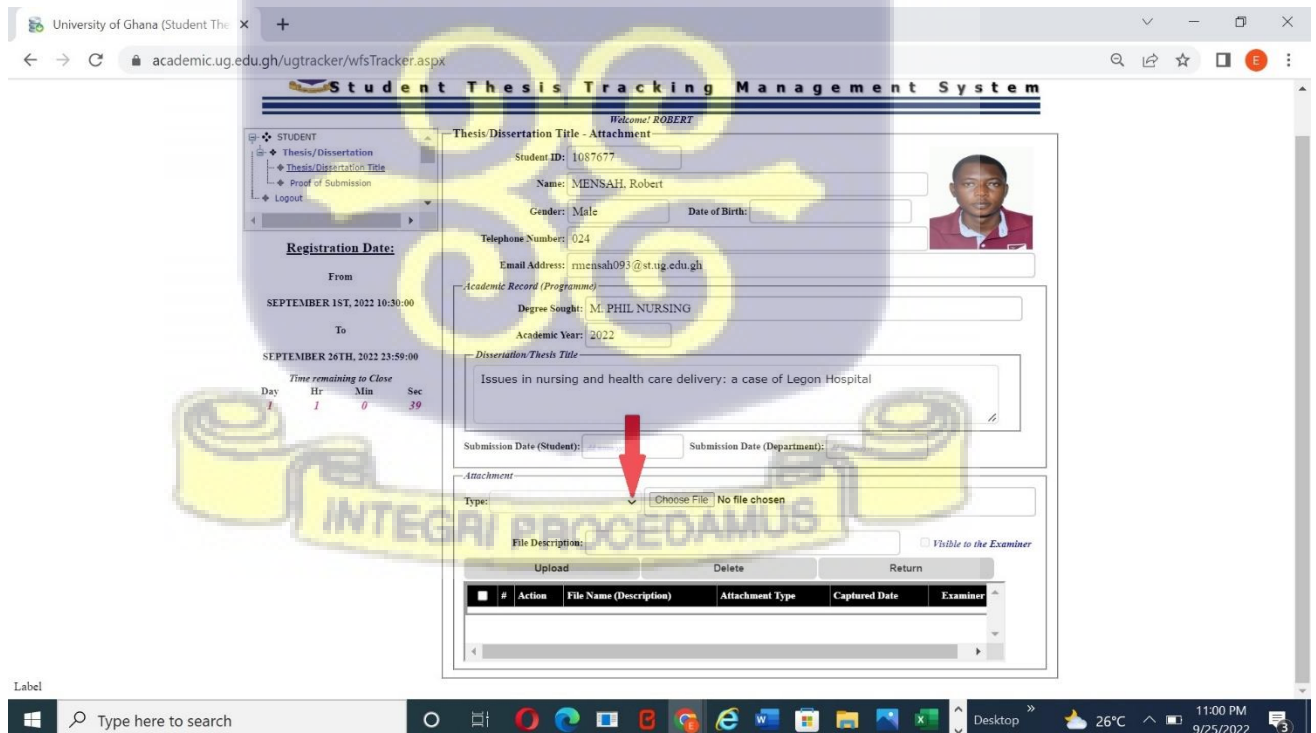 University of Ghana (Student The
academic.ug.edu.gh/ugtracker/wfsTracker.aspx
E
Student Thesis Tracking Management System
Welcome! ROBERT
STUDENT
Thesis/Dissertation
Thesis/Dissertation Title
Proof of Submission
Logout
Registration Date:
From
SEPTEMBER 1ST, 2022 10:30:00
To
SEPTEMBER 26TH, 2022 23:59:00
Time remaining to Close
Day Hr Min Sec
1 1 0 39
Thesis/Dissertation Title - Attachment
Student ID: 1087677
Name: MENSAH, Robert
Gender: Male Date of Birth:
Telephone Number: 024
Email Address: rmensah093@st.ug.edu.gh
Academic Record (Programme)
Degree Sought: M. PHIL NURSING
Academic Year: 2022
Dissertation/Thesis Title
Issues in nursing and health care delivery: a case of Legon Hospital
Submission Date (Student): Submission Date (Department):
Attachment
Type: Choose File No file chosen
INTEGRI PROCEDAMUS
File Description: Visible to the Examiner
Upload Delete Return
# Action File Name (Description) Attachment Type Captured Date Examiner
Label
Type here to search
Desktop
26°C
11:00 PM
9/25/2022
3